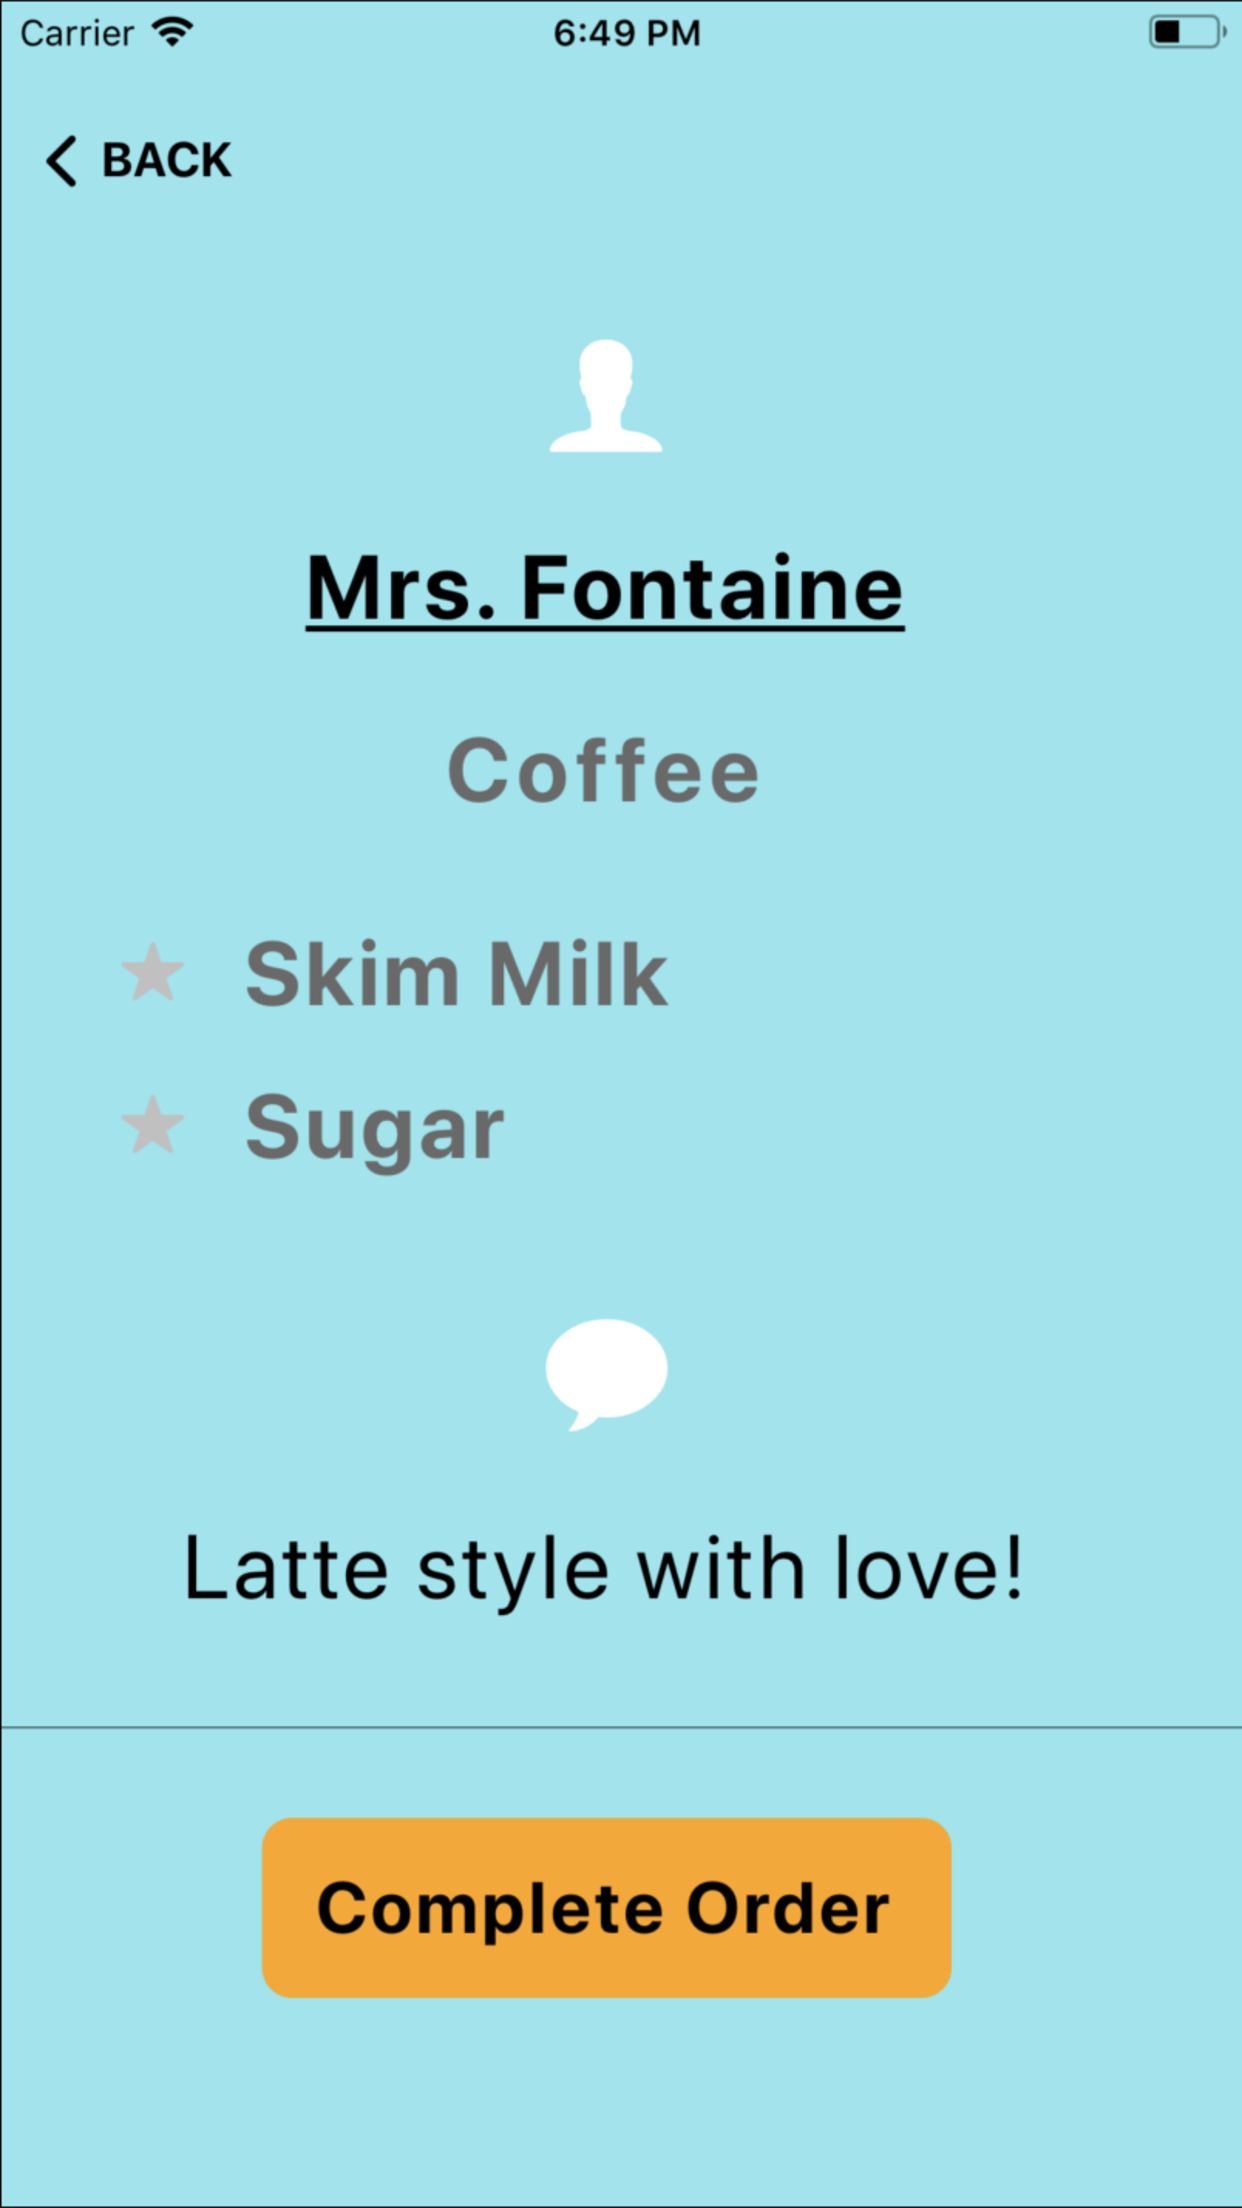 Carrier 6:49 PM
BACK
Mrs. Fontaine
Coffee
Skim Milk
Sugar
Latte style with love!
Complete Order